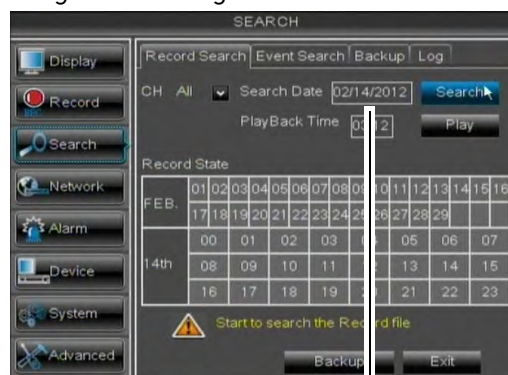 SEARCH
Display
Record
Search
Network
Alarm
Device
System
Advanced
Record Search Event Search Backup Log
CH All Search Date 02/14/2012 Search
PlayBack Time Play
Record State
FEB. 01 02 03 04 05 06 07 08 09 10 11 12 13 14 15 16
17 18 19 20 21 22 23 24 25 26 27 28 29
00 01 02 03 05 06 07
14th 08 09 10 11 13 14 15
16 17 18 19 21 22 23
Start to search the Record file
Backup Exit